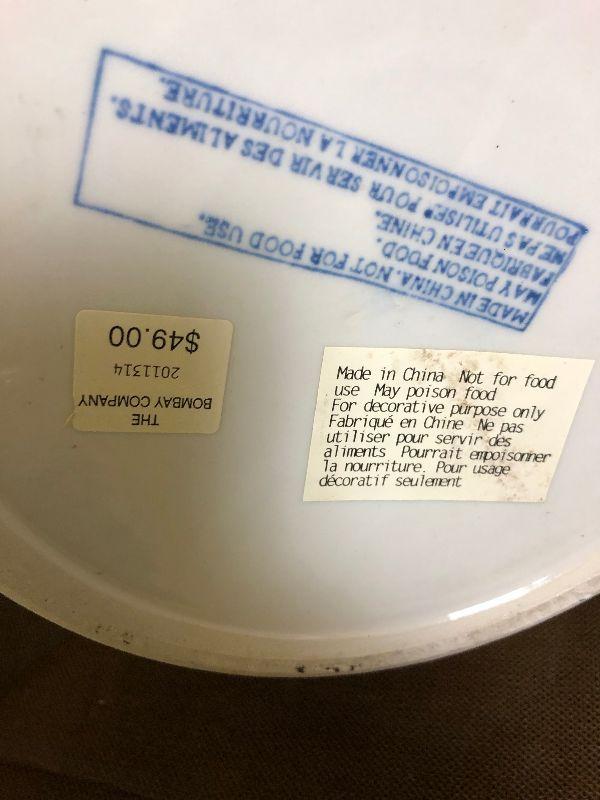 MADE IN CHINA. NOT FOR FOOD USE.
MAY POISON FOOD.
FABRIQUE EN CHINE.
NE PAS UTILISE* POUR SERVIR DES ALIMENTS.
POURRAIT EMPOISONNER LA NOURRITURE.
THE
BOMBAY COMPANY
2011314
$49.00
Made in China Not for food
use May poison food
For decorative purpose only
Fabriqué en Chine Ne pas
utiliser pour servir des
aliments Pourrait empoisonner
la nourriture. Pour usage
décoratif seulement